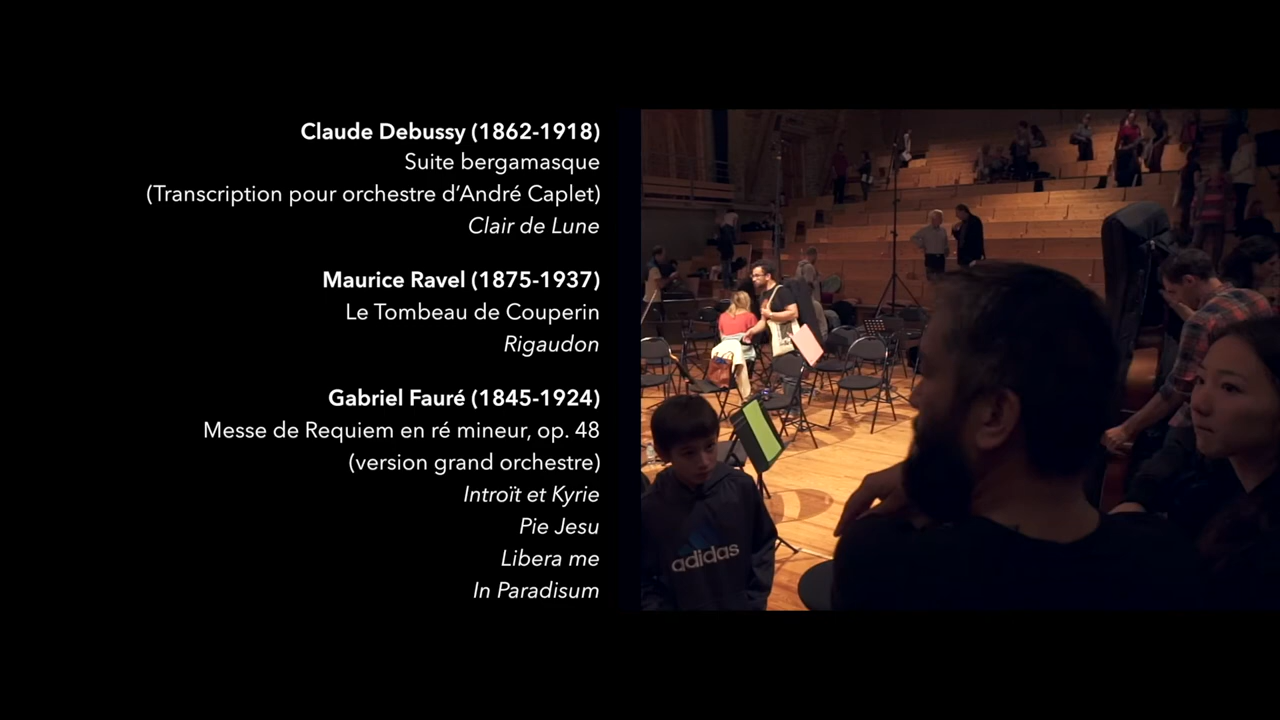 Claude Debussy (1862-1918)
Suite bergamasque
(Transcription pour orchestre d’André Caplet)
Clair de Lune
Maurice Ravel (1875-1937)
Le Tombeau de Couperin
Rigaudon
Gabriel Fauré (1845-1924)
Messe de Requiem en ré mineur, op. 48
(version grand orchestre)
Introït et Kyrie
Pie Jesu
Libera me
In Paradisum
adidas